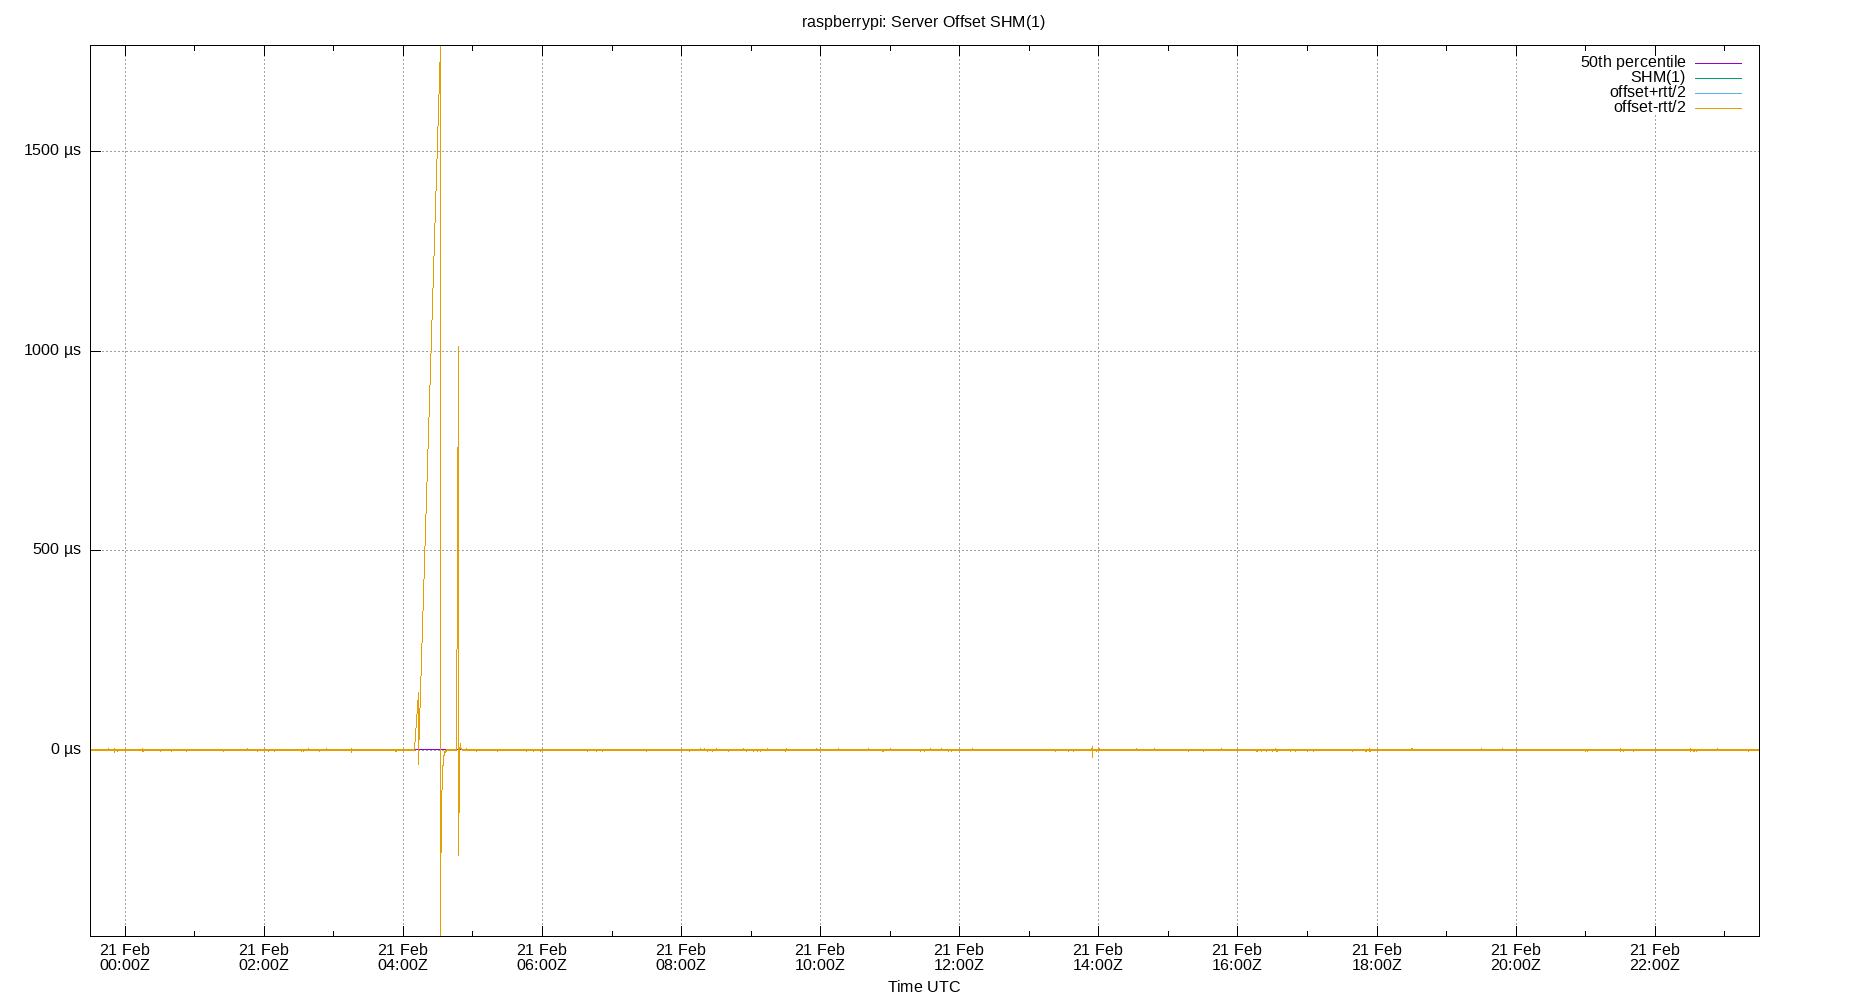 raspberrypi: Server Offset SHM(1)
50th percentile
SHM(1)
offset+rtt/2
offset-rtt/2
1500 µs
1000 µs
500 µs
0 µs
21 Feb 21 Feb 21 Feb 21 Feb 21 Feb 21 Feb 21 Feb 21 Feb 21 Feb 21 Feb 21 Feb 21 Feb
00:00Z 02:00Z 04:00Z 06:00Z 08:00Z 10:00Z 12:00Z 14:00Z 16:00Z 18:00Z 20:00Z 22:00Z
Time UTC